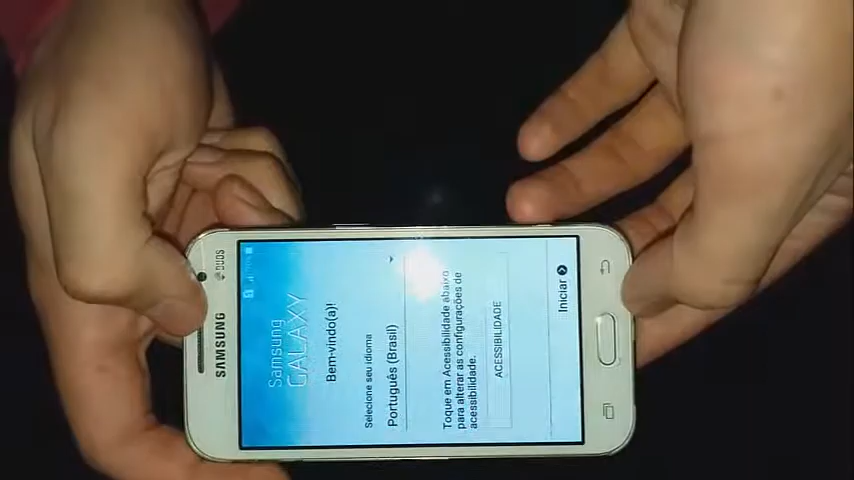 DUOS
SAMSUNG
Samsung
GALAXY
Bem-vindo(a)!
Selecione seu idioma
Português (Brasil)
Toque em Acessibilidade abaixo
para alterar as configurações de
acessibilidade.
ACESSIBILIDADE
Iniciar